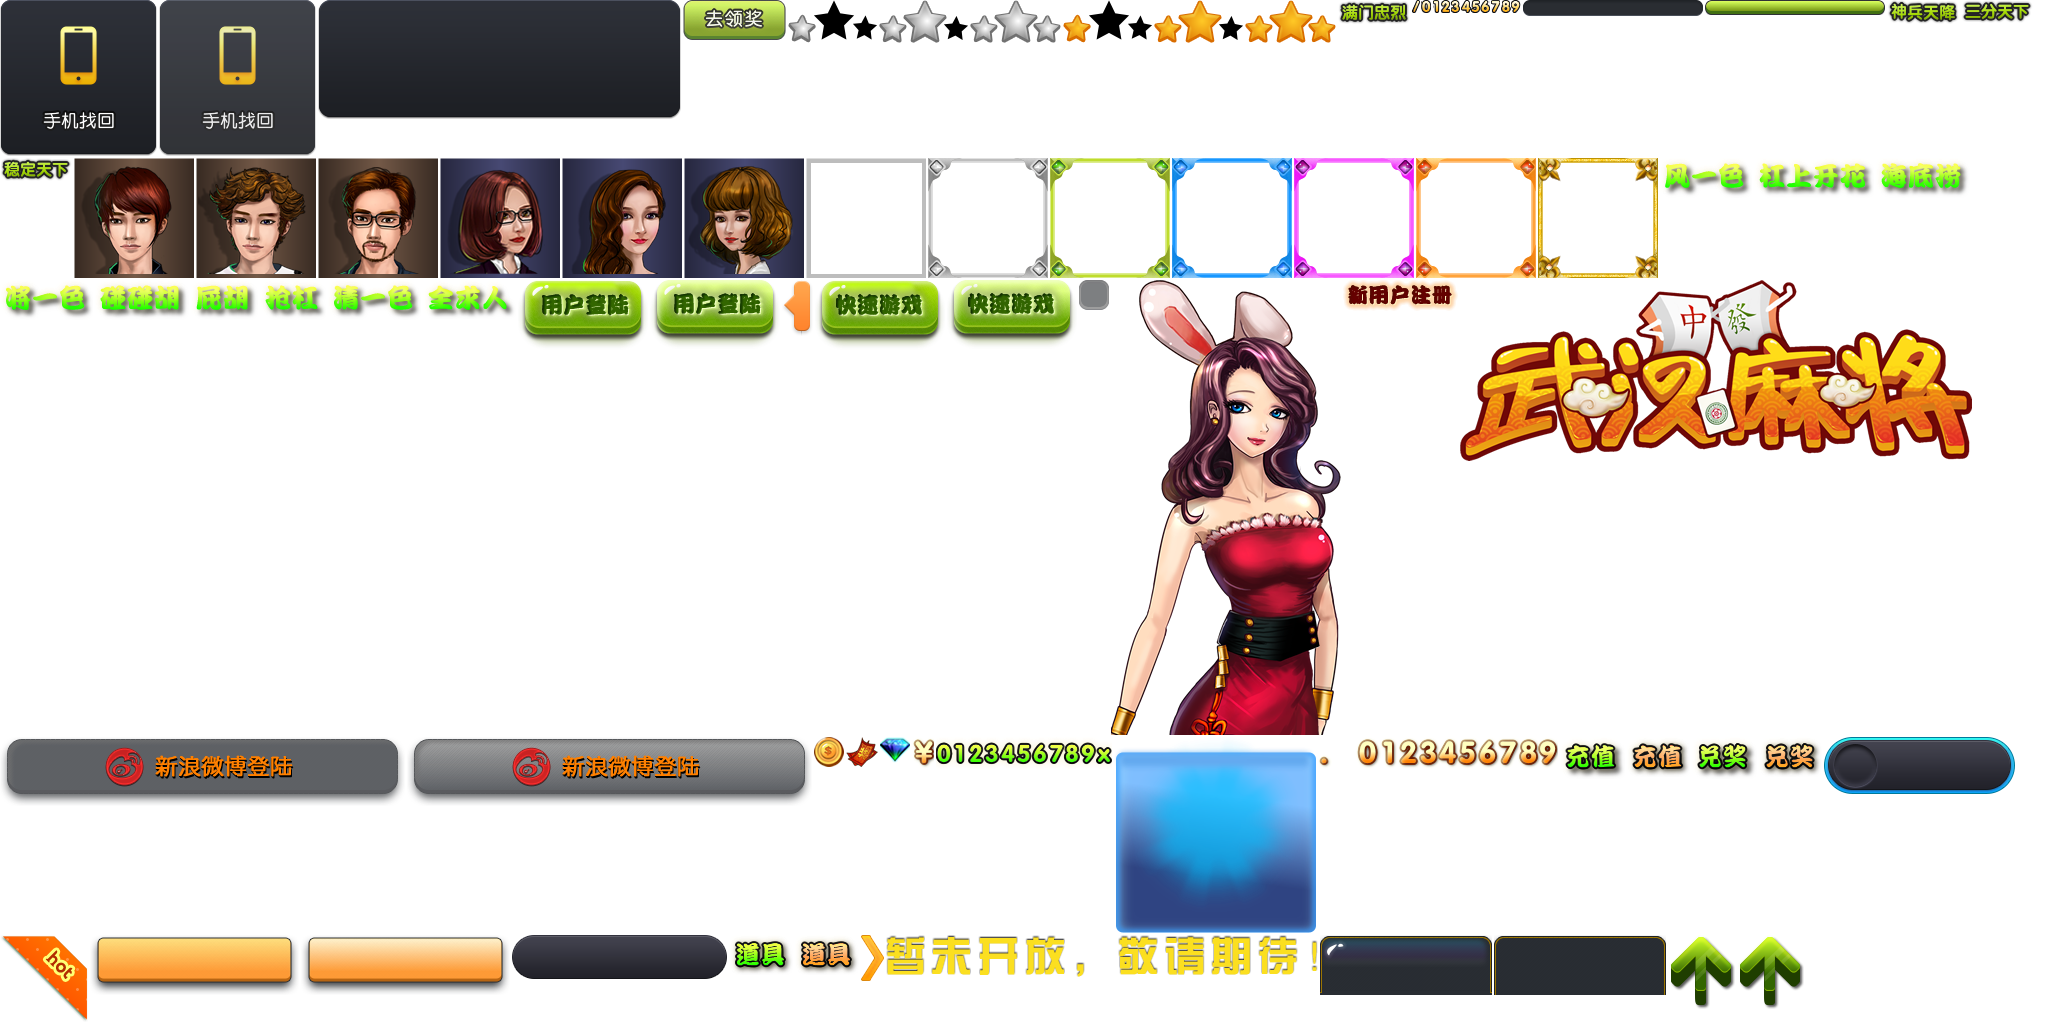 手机找回
手机找回
去领奖
满门忠烈
/0123456789
神兵天降 三分天下
稳定天下
风一色 杠上开花 海底捞
将一色 碰碰胡 屁胡 抢杠 清一色 全求人
用户登陆
用户登陆
快速游戏
快速游戏
新用户注册
中 發
武汉麻将
新浪微博登陆
新浪微博登陆
¥0123456789x
. 0123456789
充值 充值 兑奖 兑奖
hot
道具 道具
暂未开放，敬请期待!